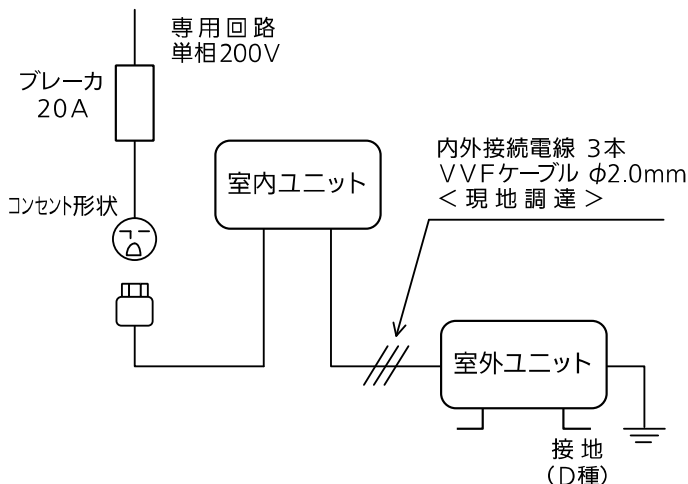 専用回路
単相200V
ブレーカ
20A
コンセント形状
室内ユニット
内外接続電線 3本
VVFケーブル φ2.0mm
<現地調達>
室外ユニット
接地
(D種)